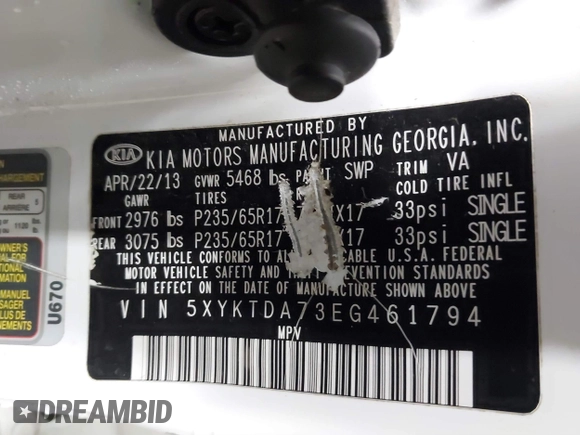 MANUFACTURED BY
KIA KIA MOTORS MANUFACTURING GEORGIA, INC.
APR/22/13 GVWR 5468 lbs PAINT SWP TRIM VA
GAWR TIRES COLD TIRE INFL
FRONT 2976 lbs P235/65R17 X17 33psi SINGLE
REAR 3075 lbs P235/65R17 X17 33psi SINGLE
THIS VEHICLE CONFORMS TO ALL APPLICABLE U.S.A. FEDERAL
MOTOR VEHICLE SAFETY AND PREVENTION STANDARDS
IN EFFECT ON THE DATE OF MANUFACTURE SHOWN ABOVE.
VIN 5XYKTDA73EG461794
MPV
REAR
ARRIÈRE
U670
DREAMBID